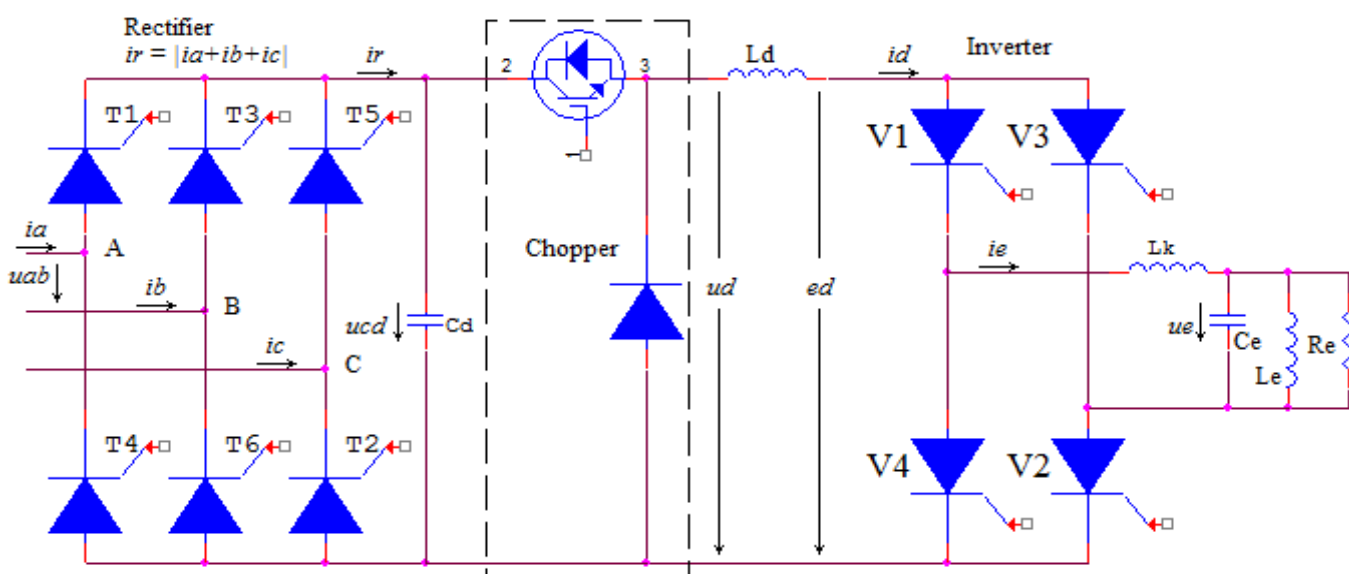 Rectifier
ir = |ia+ib+ic|
ir
2
3
1
Ld
id
Inverter
T1
T3
T5
V1
V3
ia
A
uab
ib
B
ic
C
ucd
Cd
Chopper
ud
ed
ie
Lk
ue
Ce
Le
Re
T4
T6
T2
V4
V2